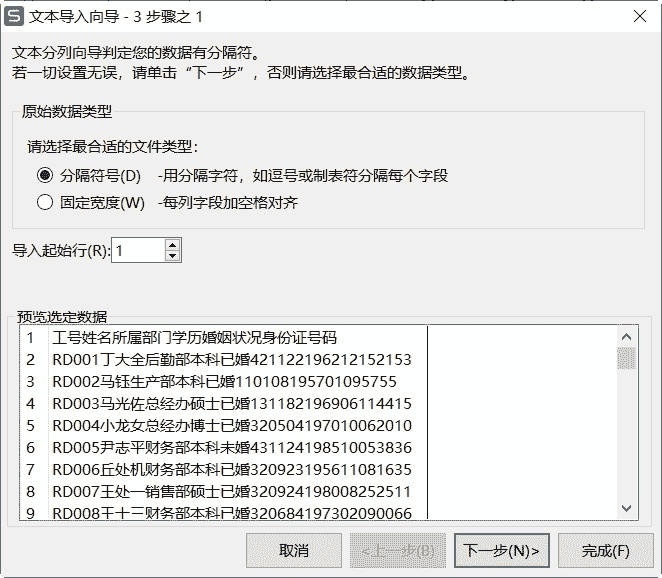 文本导入向导 - 3 步骤之 1
文本分列向导判定您的数据有分隔符。
若一切设置无误，请单击“下一步”，否则请选择最合适的数据类型。
原始数据类型
请选择最合适的文件类型:
分隔符号(D) -用分隔字符，如逗号或制表符分隔每个字段
固定宽度(W) -每列字段加空格对齐
导入起始行(R): 1
预览选定数据
1 工号姓名所属部门学历婚姻状况身份证号码
2 RD001丁大全后勤部本科已婚421122196212152153
3 RD002马钰生产部本科已婚110108195701095755
4 RD003马光佐总经办硕士已婚131182196906114415
5 RD004小龙女总经办博士已婚320504197010062010
6 RD005尹志平财务部本科未婚431124198510053836
7 RD006丘处机财务部本科已婚320923195611081635
8 RD007王处一销售部硕士已婚320924198008252511
9 RD008王十三财务部本科已婚320684197302090066
取消 <上一步(B) 下一步(N)> 完成(F)